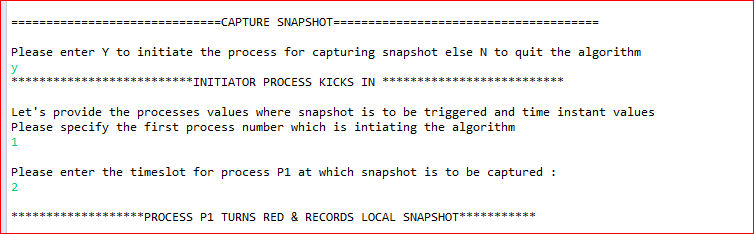 ==============================CAPTURE SNAPSHOT======================================
Please enter Y to initiate the process for capturing snapshot else N to quit the algorithm
y
**************************INITIATOR PROCESS KICKS IN **************************
Let's provide the processes values where snapshot is to be triggered and time instant values
Please specify the first process number which is intiating the algorithm
1
Please enter the timeslot for process P1 at which snapshot is to be captured :
2
*******************PROCESS P1 TURNS RED & RECORDS LOCAL SNAPSHOT***********